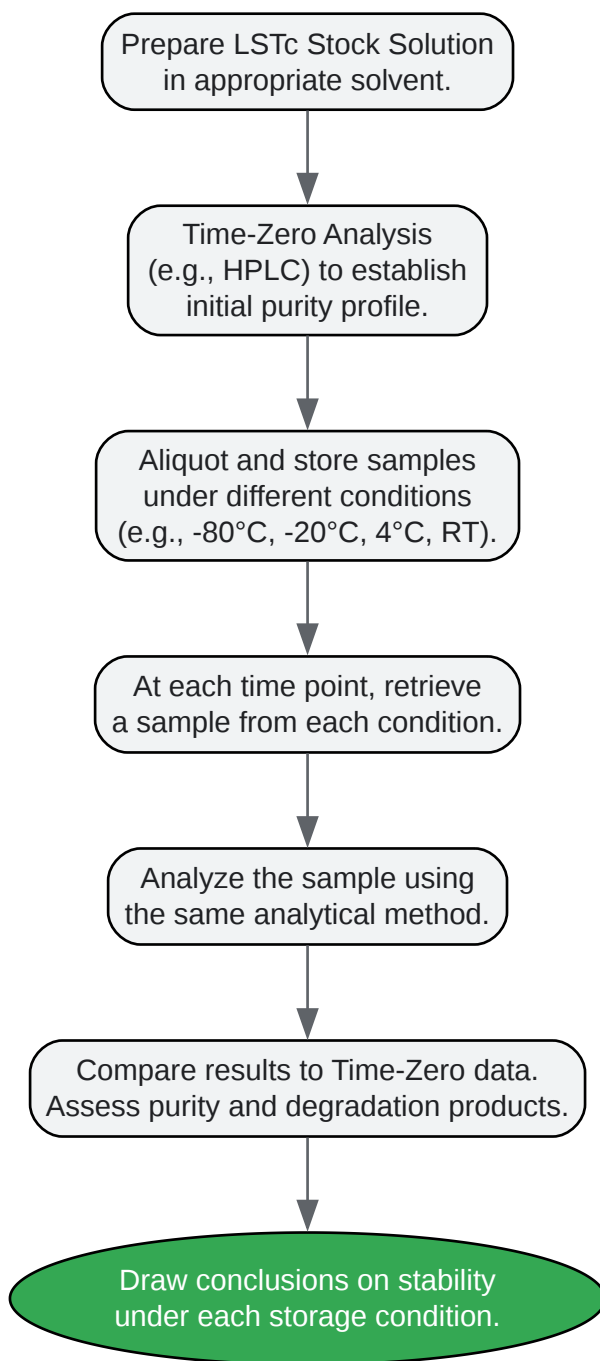 Prepare LSTc Stock Solution
in appropriate solvent.
Time-Zero Analysis
(e.g., HPLC) to establish
initial purity profile.
Aliquot and store samples
under different conditions
(e.g., -80°C, -20°C, 4°C, RT).
At each time point, retrieve
a sample from each condition.
Analyze the sample using
the same analytical method.
Compare results to Time-Zero data.
Assess purity and degradation products.
Draw conclusions on stability
under each storage condition.